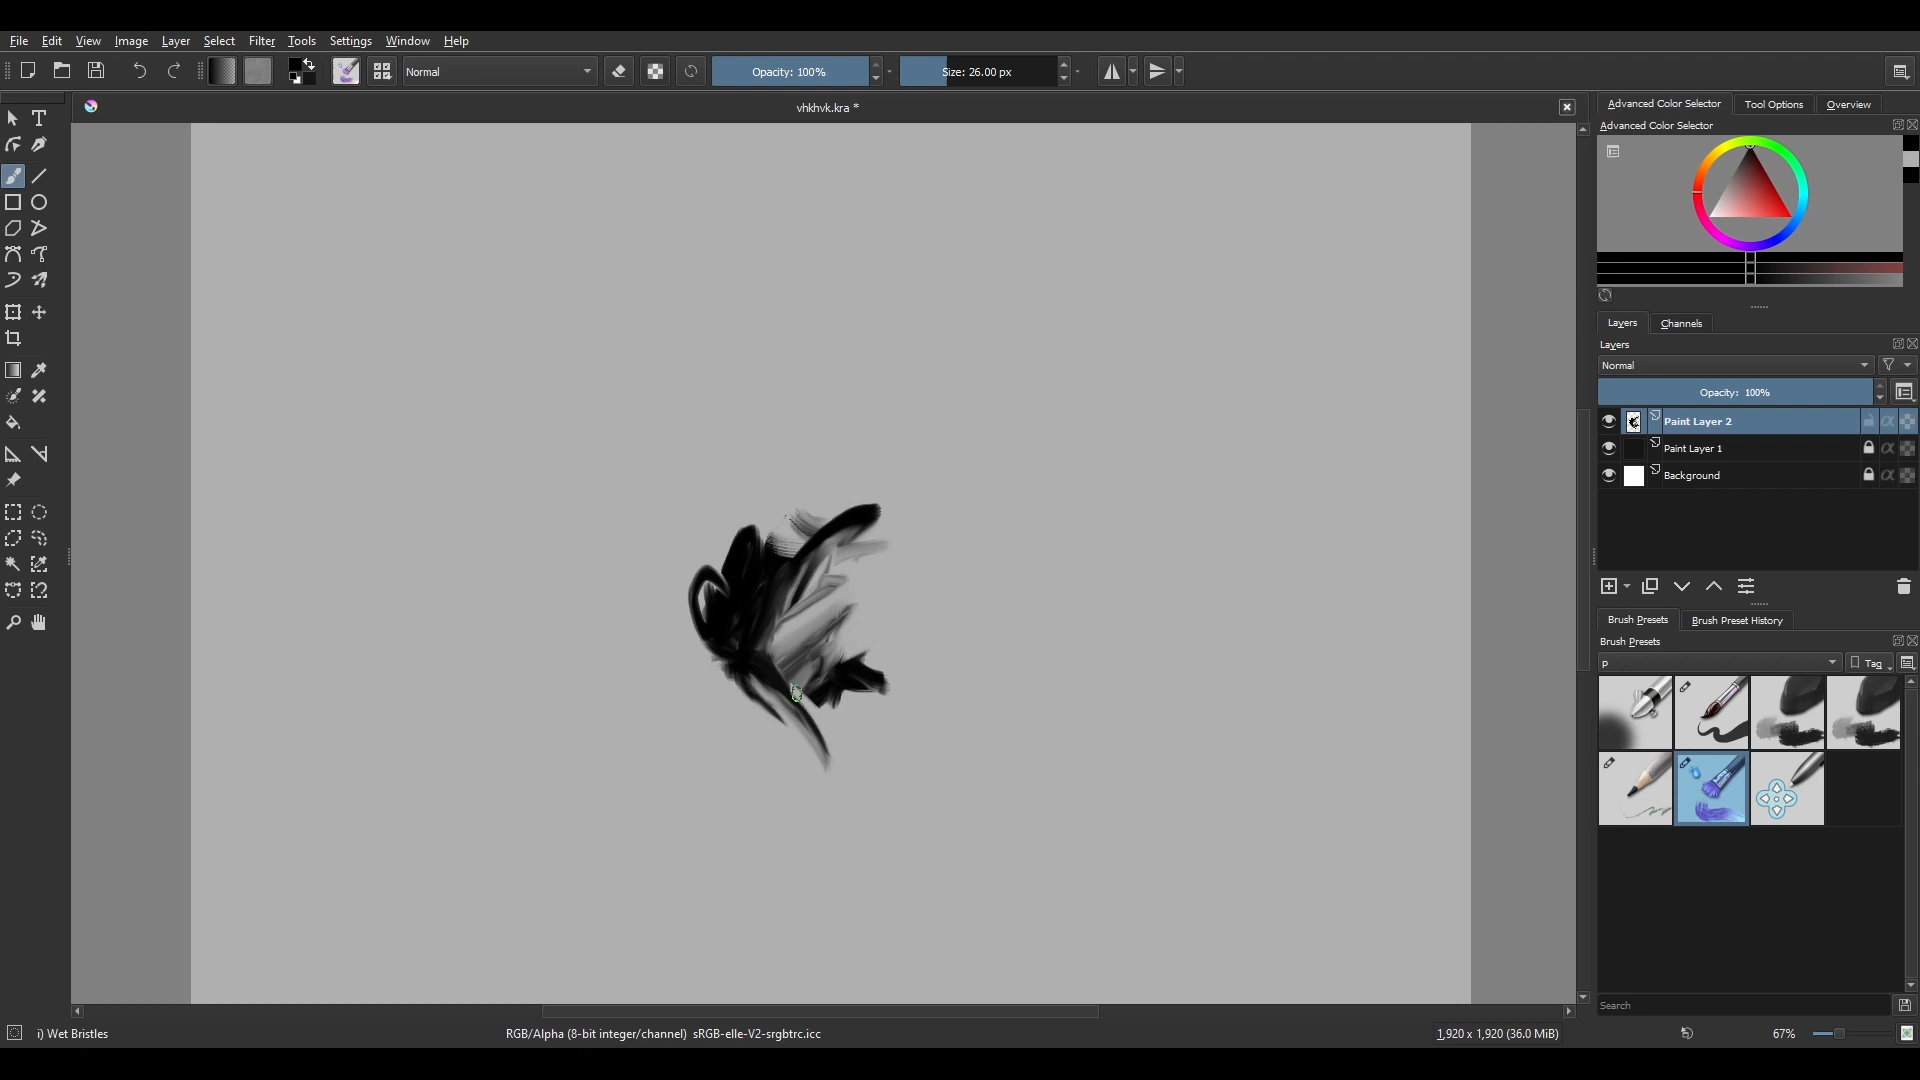 File Edit View Image Layer Select Filter Tools Settings Window Help
Normal Opacity: 100% Size: 26.00 px
vhkhvk.kra *
Advanced Color Selector Tool Options Overview
Advanced Color Selector
Layers Channels
Layers
Normal
Opacity: 100%
Paint Layer 2
Paint Layer 1
Background
Brush Presets Brush Preset History
Brush Presets
p Tag
Search
i) Wet Bristles RGB/Alpha (8-bit integer/channel) sRGB-elle-V2-srgbtrc.icc 1,920 x 1,920 (36.0 MiB) 67%